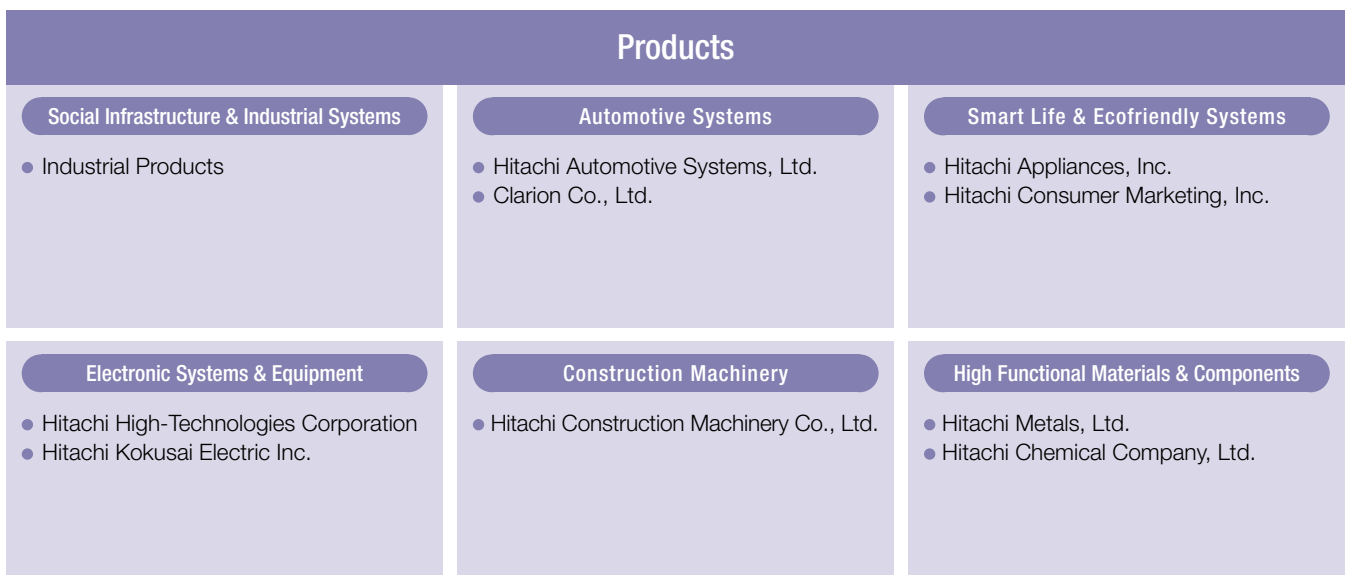 Products
Social Infrastructure & Industrial Systems
Industrial Products
Automotive Systems
Hitachi Automotive Systems, Ltd.
Clarion Co., Ltd.
Smart Life & Ecofriendly Systems
Hitachi Appliances, Inc.
Hitachi Consumer Marketing, Inc.
Electronic Systems & Equipment
Hitachi High-Technologies Corporation
Hitachi Kokusai Electric Inc.
Construction Machinery
Hitachi Construction Machinery Co., Ltd.
High Functional Materials & Components
Hitachi Metals, Ltd.
Hitachi Chemical Company, Ltd.